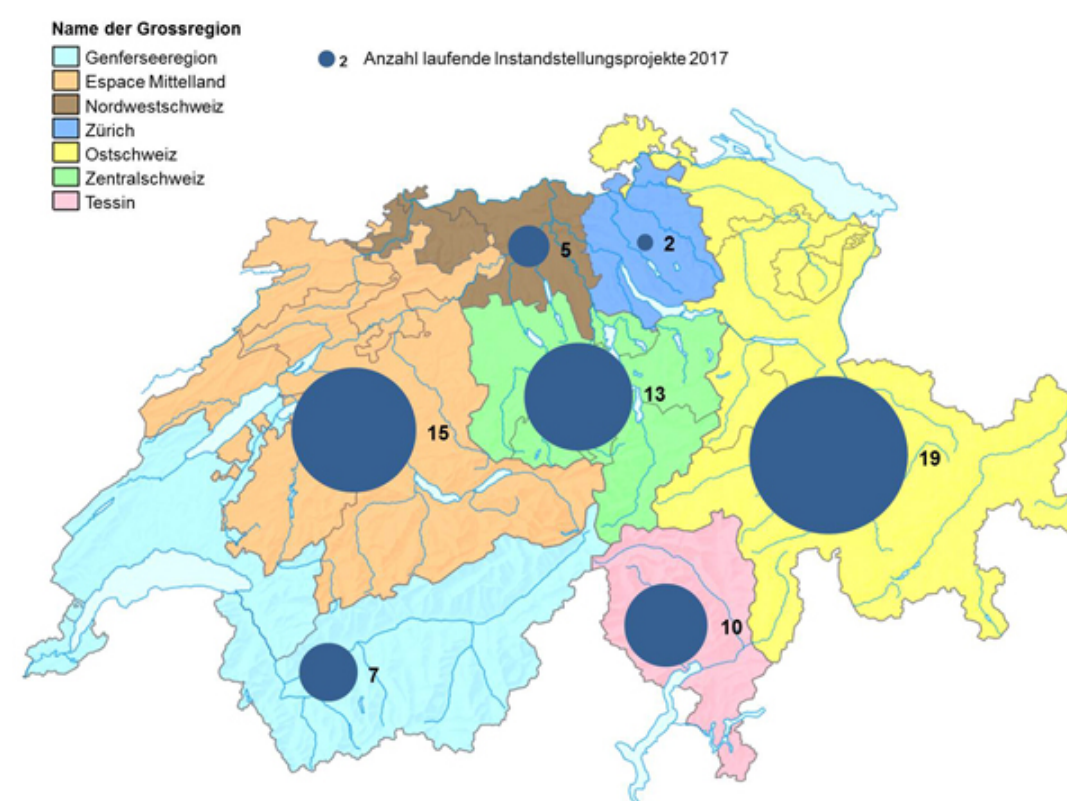 Name der Grossregion
Genferseeregion
Espace Mittelland
Nordwestschweiz
Zürich
Ostschweiz
Zentralschweiz
Tessin
2 Anzahl laufende Instandstellungsprojekte 2017
5
2
13
15
19
10
7